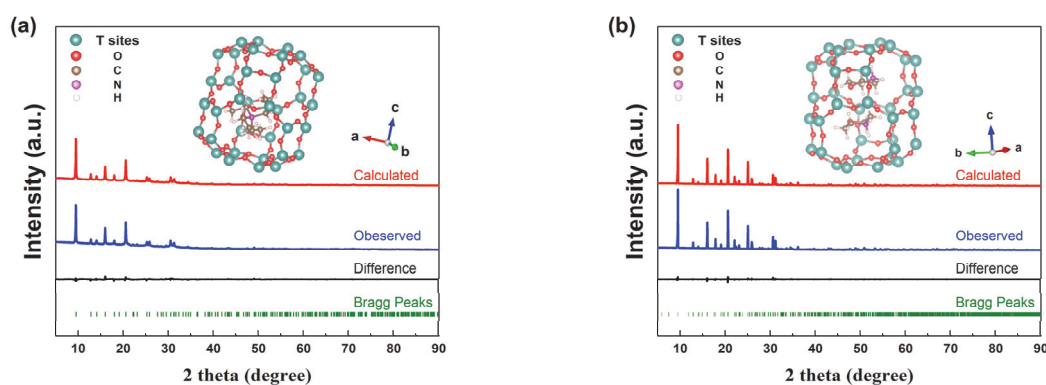 (a)
T sites
O
C
N
H
c
a
b
Calculated
Obeserved
Difference
Bragg Peaks
Intensity (a.u.)
10 20 30 40 50 60 70 80 90
2 theta (degree)
(b)
T sites
O
C
N
H
c
b
a
Calculated
Obeserved
Difference
Bragg Peaks
Intensity (a.u.)
10 20 30 40 50 60 70 80 90
2 theta (degree)